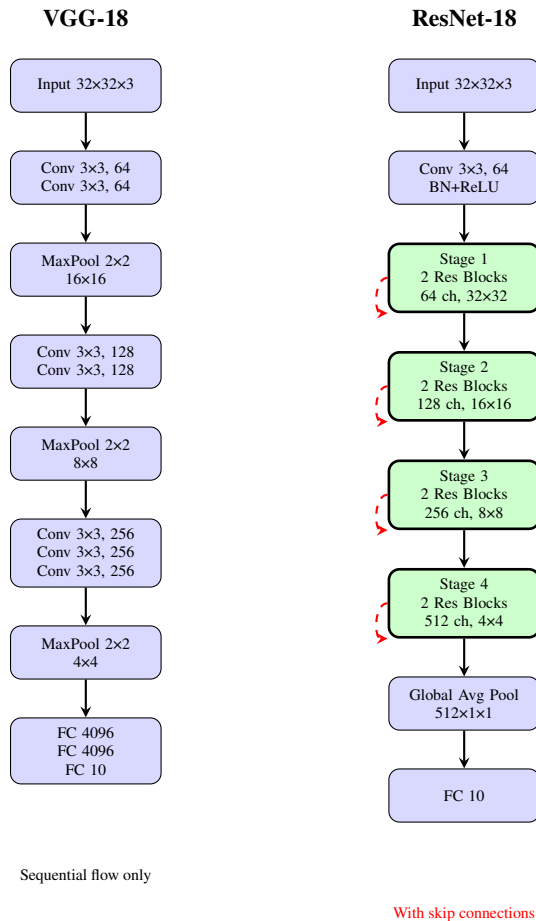 VGG-18
Input 32×32×3
Conv 3×3, 64
Conv 3×3, 64
MaxPool 2×2
16×16
Conv 3×3, 128
Conv 3×3, 128
MaxPool 2×2
8×8
Conv 3×3, 256
Conv 3×3, 256
Conv 3×3, 256
MaxPool 2×2
4×4
FC 4096
FC 4096
FC 10
Sequential flow only
ResNet-18
Input 32×32×3
Conv 3×3, 64
BN+ReLU
Stage 1
2 Res Blocks
64 ch, 32×32
Stage 2
2 Res Blocks
128 ch, 16×16
Stage 3
2 Res Blocks
256 ch, 8×8
Stage 4
2 Res Blocks
512 ch, 4×4
Global Avg Pool
512×1×1
FC 10
With skip connections